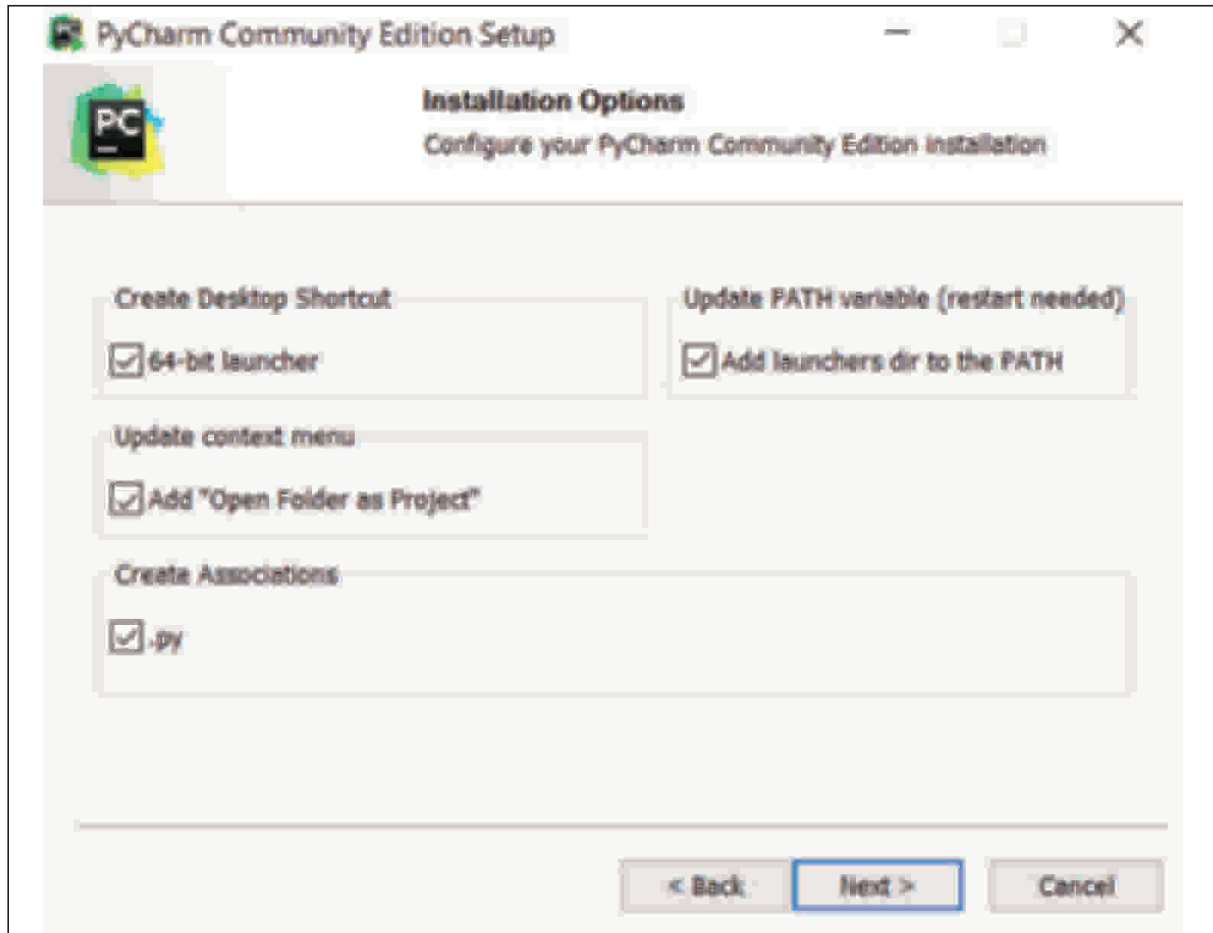 PyCharm Community Edition Setup
PC
Installation Options
Configure your PyCharm Community Edition installation
Create Desktop Shortcut
64-bit launcher
Update PATH variable (restart needed)
Add launchers dir to the PATH
Update context menu
Add "Open Folder as Project"
Create Associations
.py
< Back
Next >
Cancel